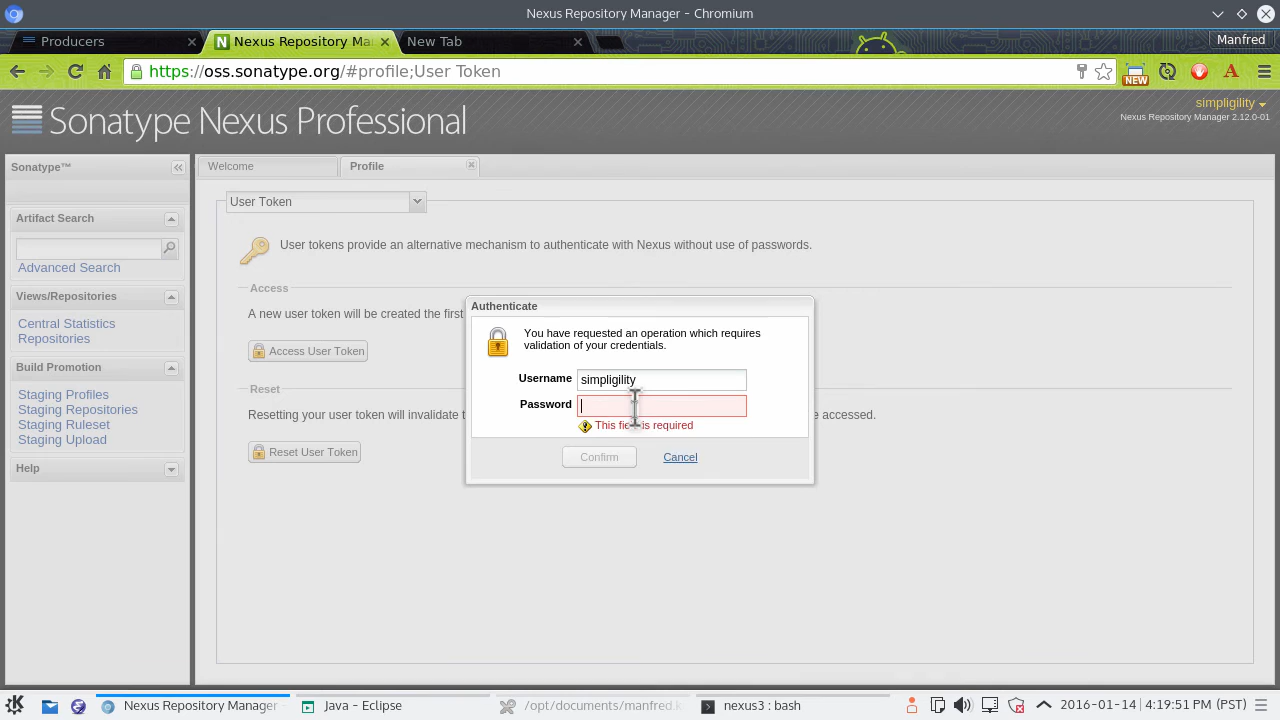 Nexus Repository Manager - Chromium
Producers
Nexus Repository Ma
New Tab
Manfred
https://oss.sonatype.org/#profile;User Token
NEW
A
Sonatype Nexus Professional
simpligility
Nexus Repository Manager 2.12.0-01
Sonatype™
Welcome
Profile
Artifact Search
Advanced Search
Views/Repositories
Central Statistics
Repositories
Build Promotion
Staging Profiles
Staging Repositories
Staging Ruleset
Staging Upload
Help
User Token
User tokens provide an alternative mechanism to authenticate with Nexus without use of passwords.
Access
A new user token will be created the first
Access User Token
Reset
Resetting your user token will invalidate t
e accessed.
Reset User Token
Authenticate
You have requested an operation which requires
validation of your credentials.
Username
simpligility
Password
This field is required
Confirm
Cancel
Nexus Repository Manager
Java - Eclipse
/opt : documents/manfred.k
nexus3 : bash
2016-01-14 4:19:51 PM (PST)